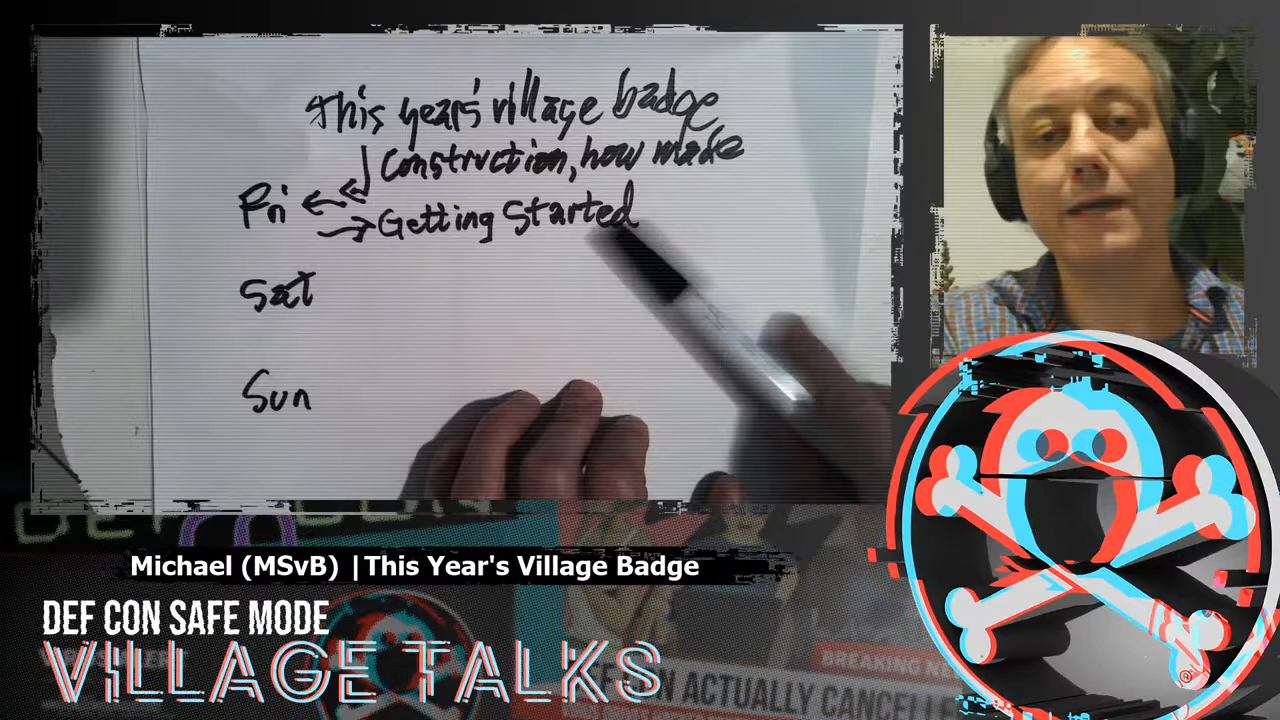 This years' village badge
Construction, how made
Fri
Getting Started
Sat
Sun
Michael (MSvB) |This Year's Village Badge
DEF CON SAFE MODE
VILLAGE TALKS
BREAKING NE
CON ACTUALLY CANCELLE
®